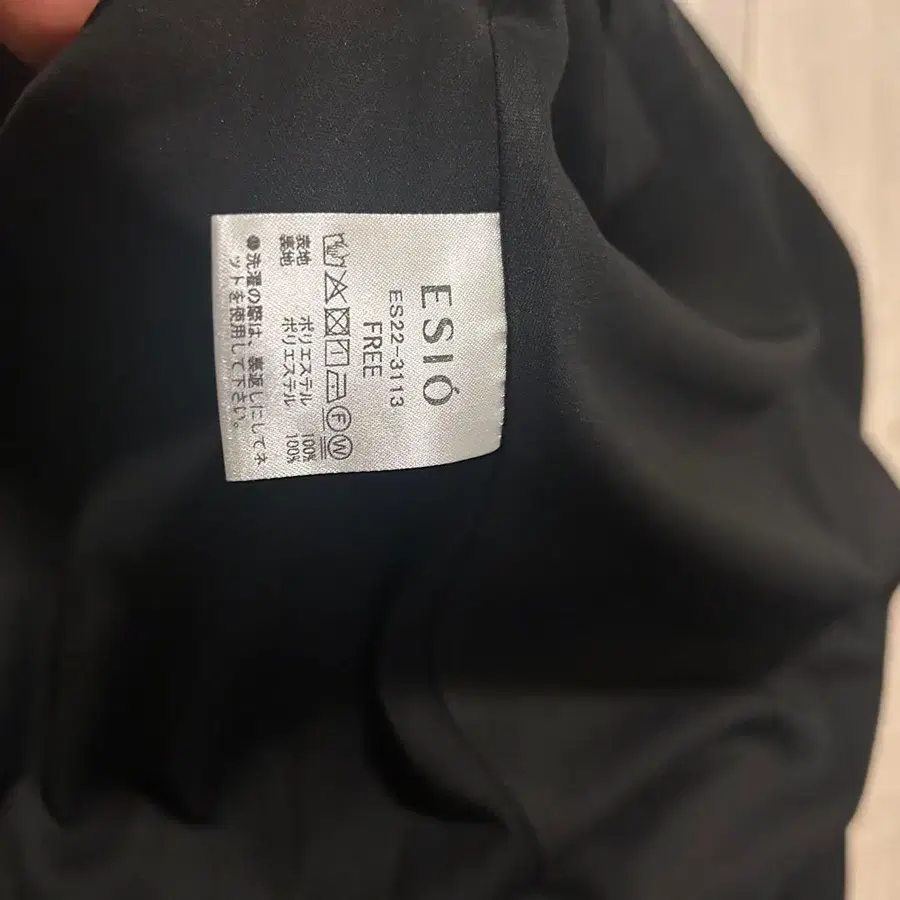 ESIÓ
ES22-3113
FREE
F W
表地 ポリエステル 100%
裏地 ポリエステル 100%
●洗濯の際は、裏返しにしてネ
ットを使用して下さい。